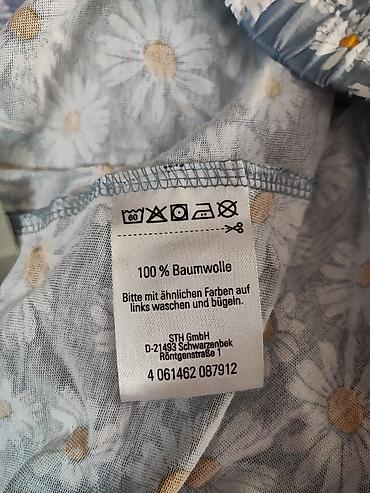 60
100 % Baumwolle
Bitte mit ähnlichen Farben auf
links waschen und bügeln.
STH GmbH
D-21493 Schwarzenbek
Röntgenstraße 1
4 061462 087912